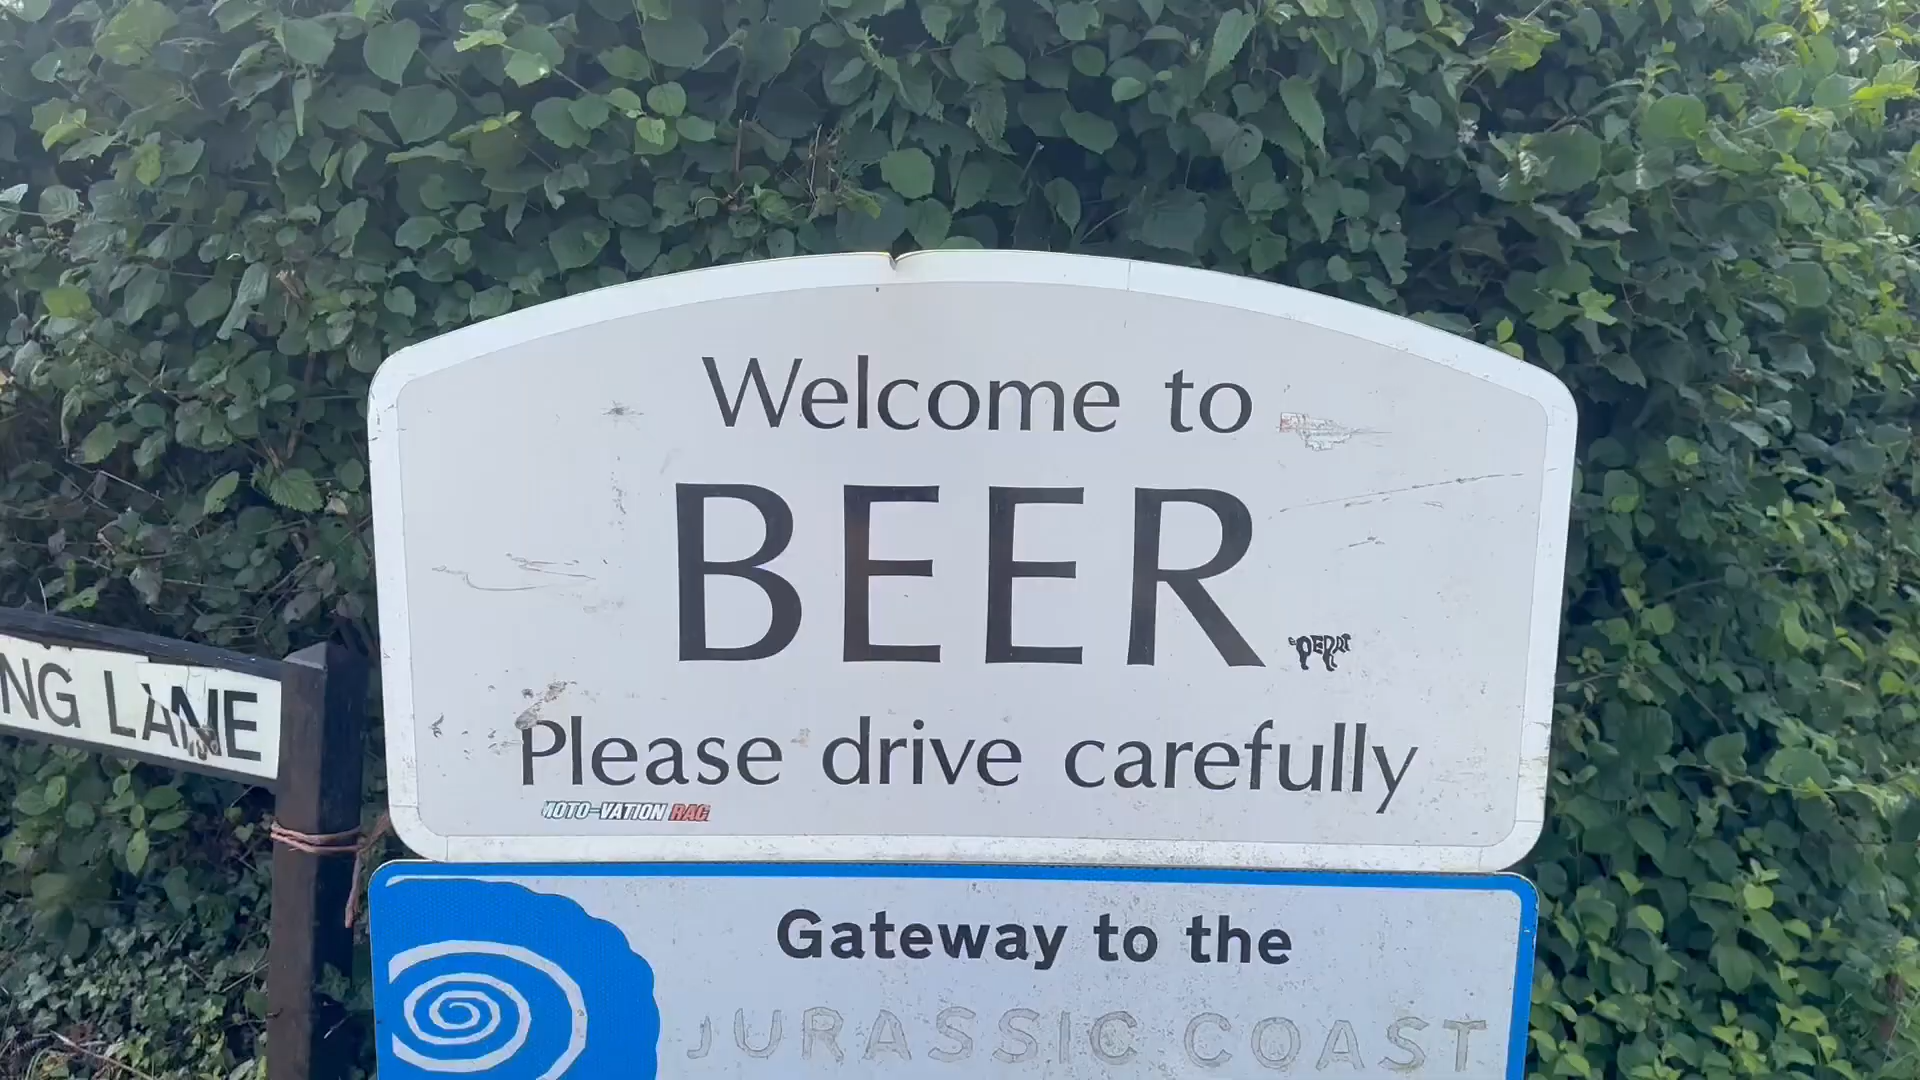 Welcome to
BEER
Please drive carefully
MOTO-VATION RAC
NG LANE
Gateway to the
JURASSIC COAST